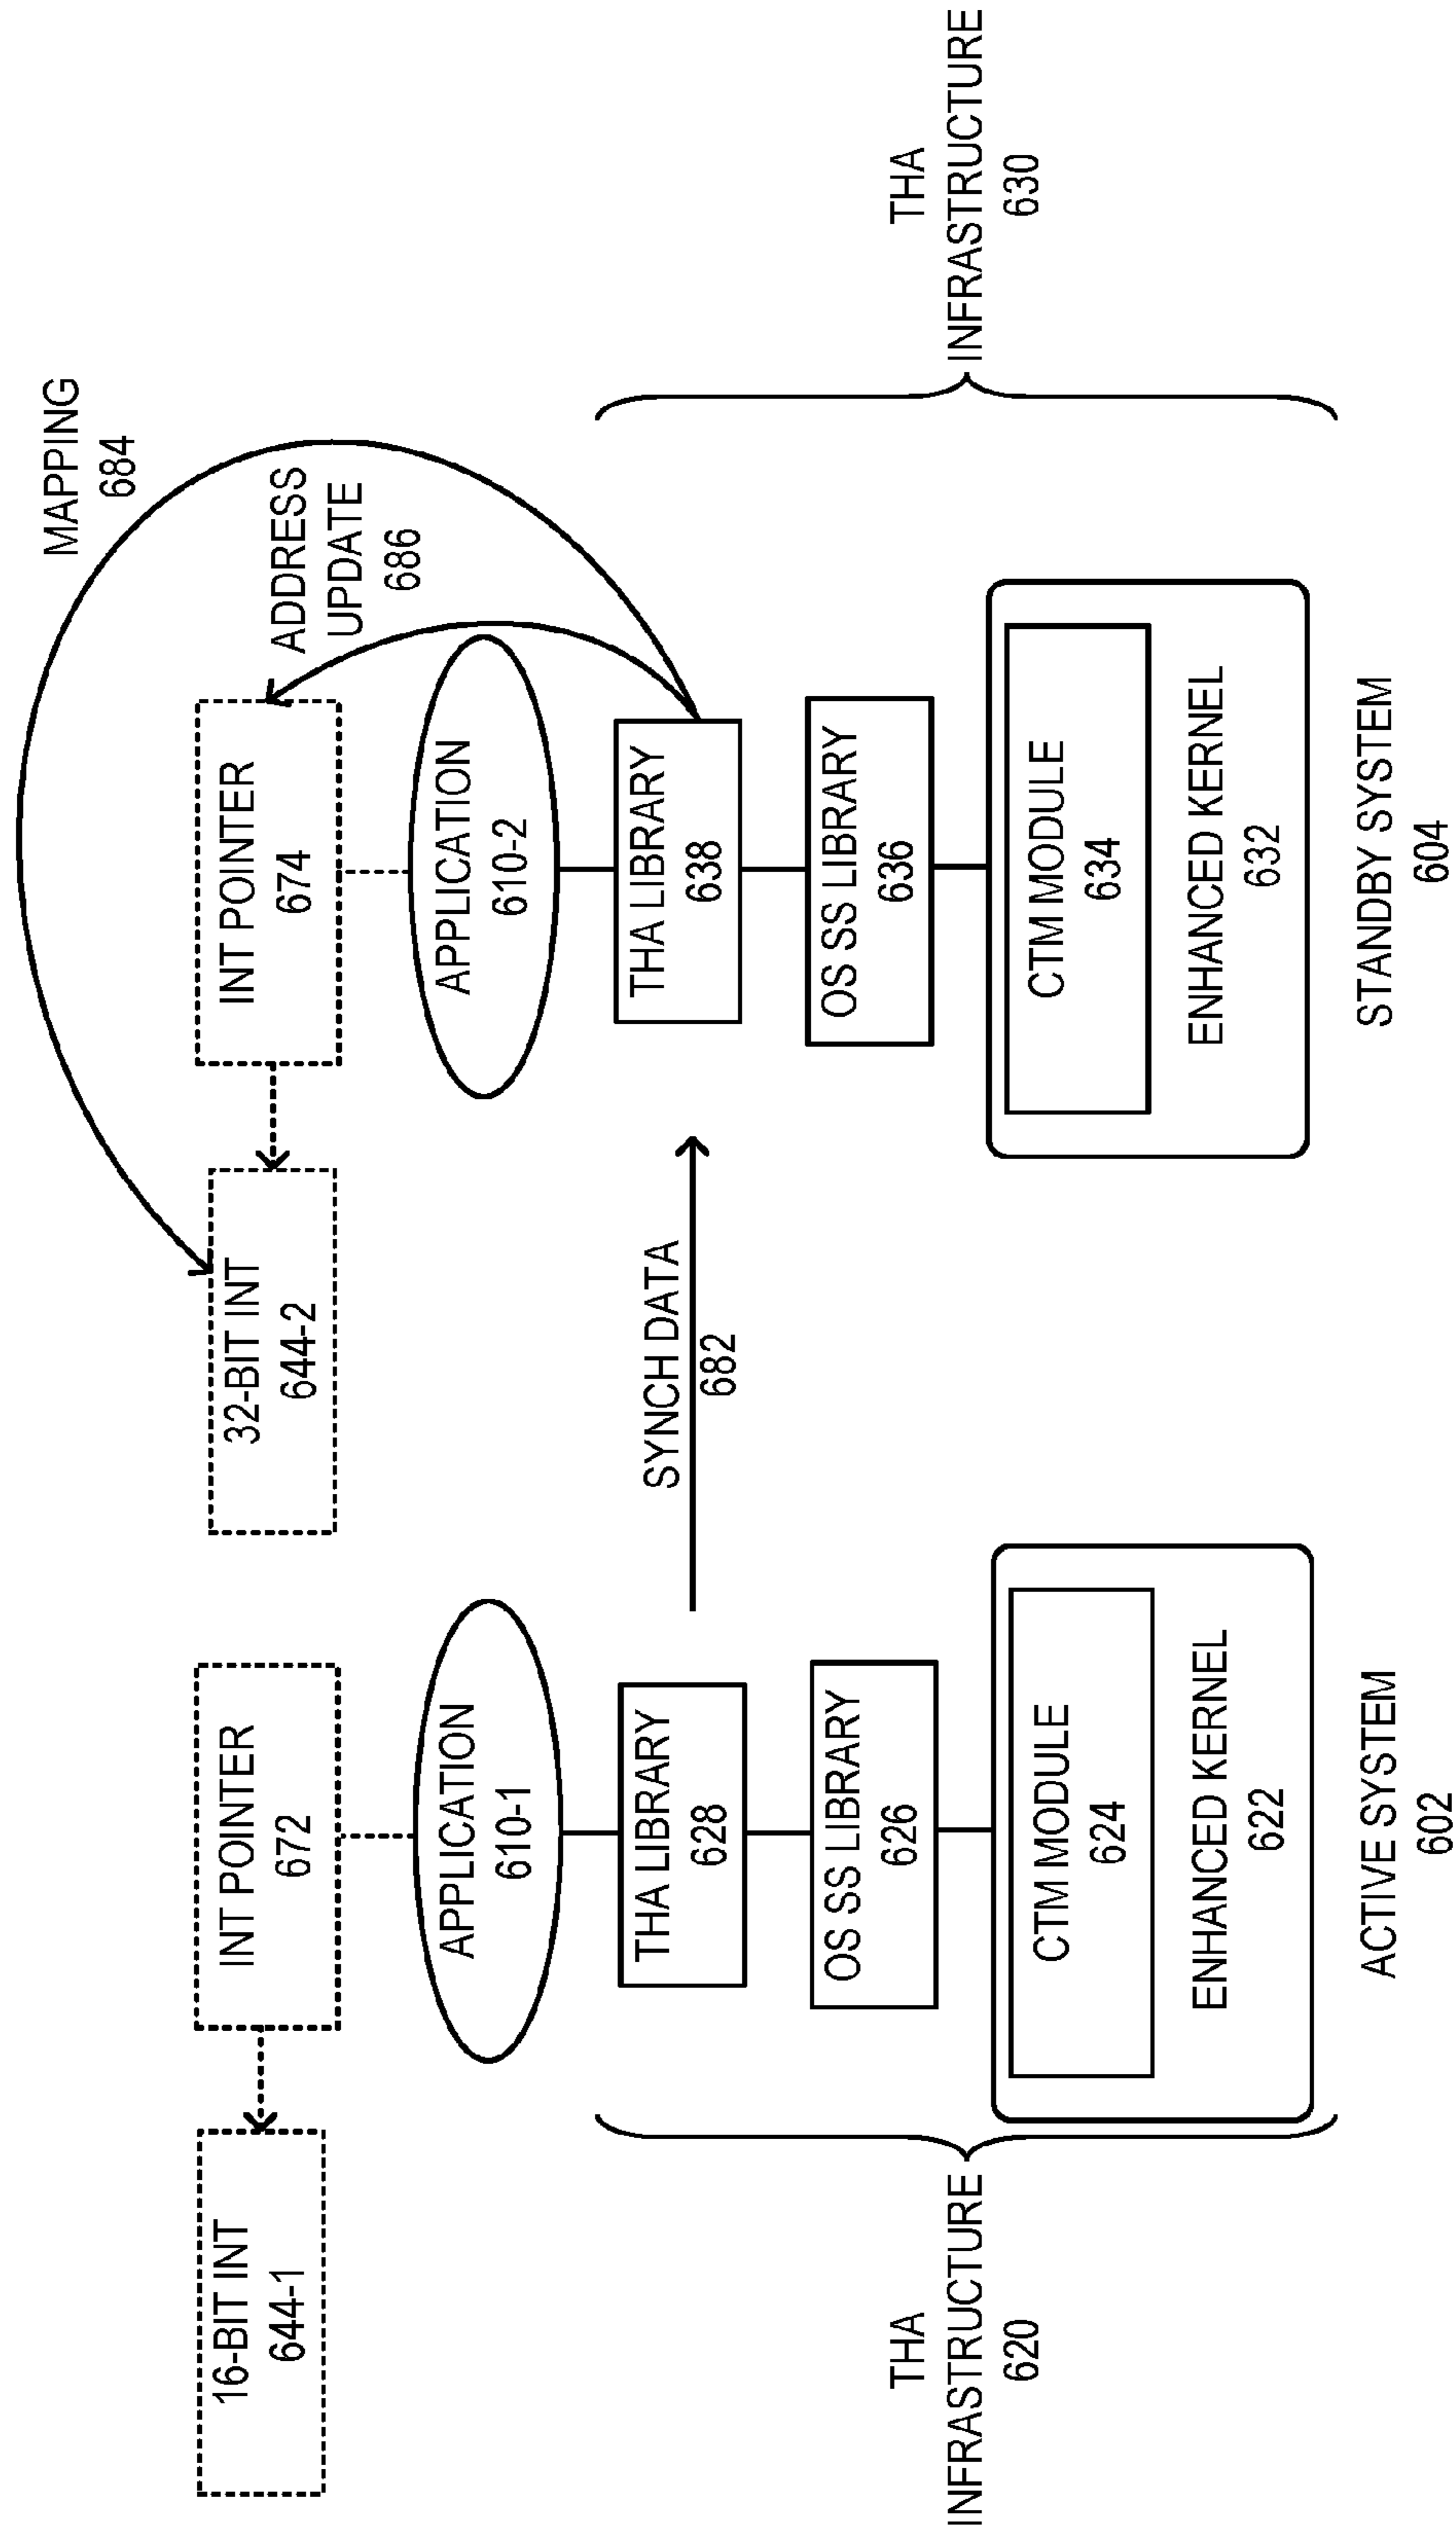 MAPPING
684
ADDRESS
UPDATE
686
16-BIT INT
644-1
INT POINTER
672
32-BIT INT
644-2
INT POINTER
674
APPLICATION
610-1
APPLICATION
610-2
SYNCH DATA
682
THA LIBRARY
628
THA LIBRARY
638
OS SS LIBRARY
626
OS SS LIBRARY
636
THA
INFRASTRUCTURE
620
CTM MODULE
624
ENHANCED KERNEL
622
CTM MODULE
634
ENHANCED KERNEL
632
THA
INFRASTRUCTURE
630
ACTIVE SYSTEM
602
STANDBY SYSTEM
604